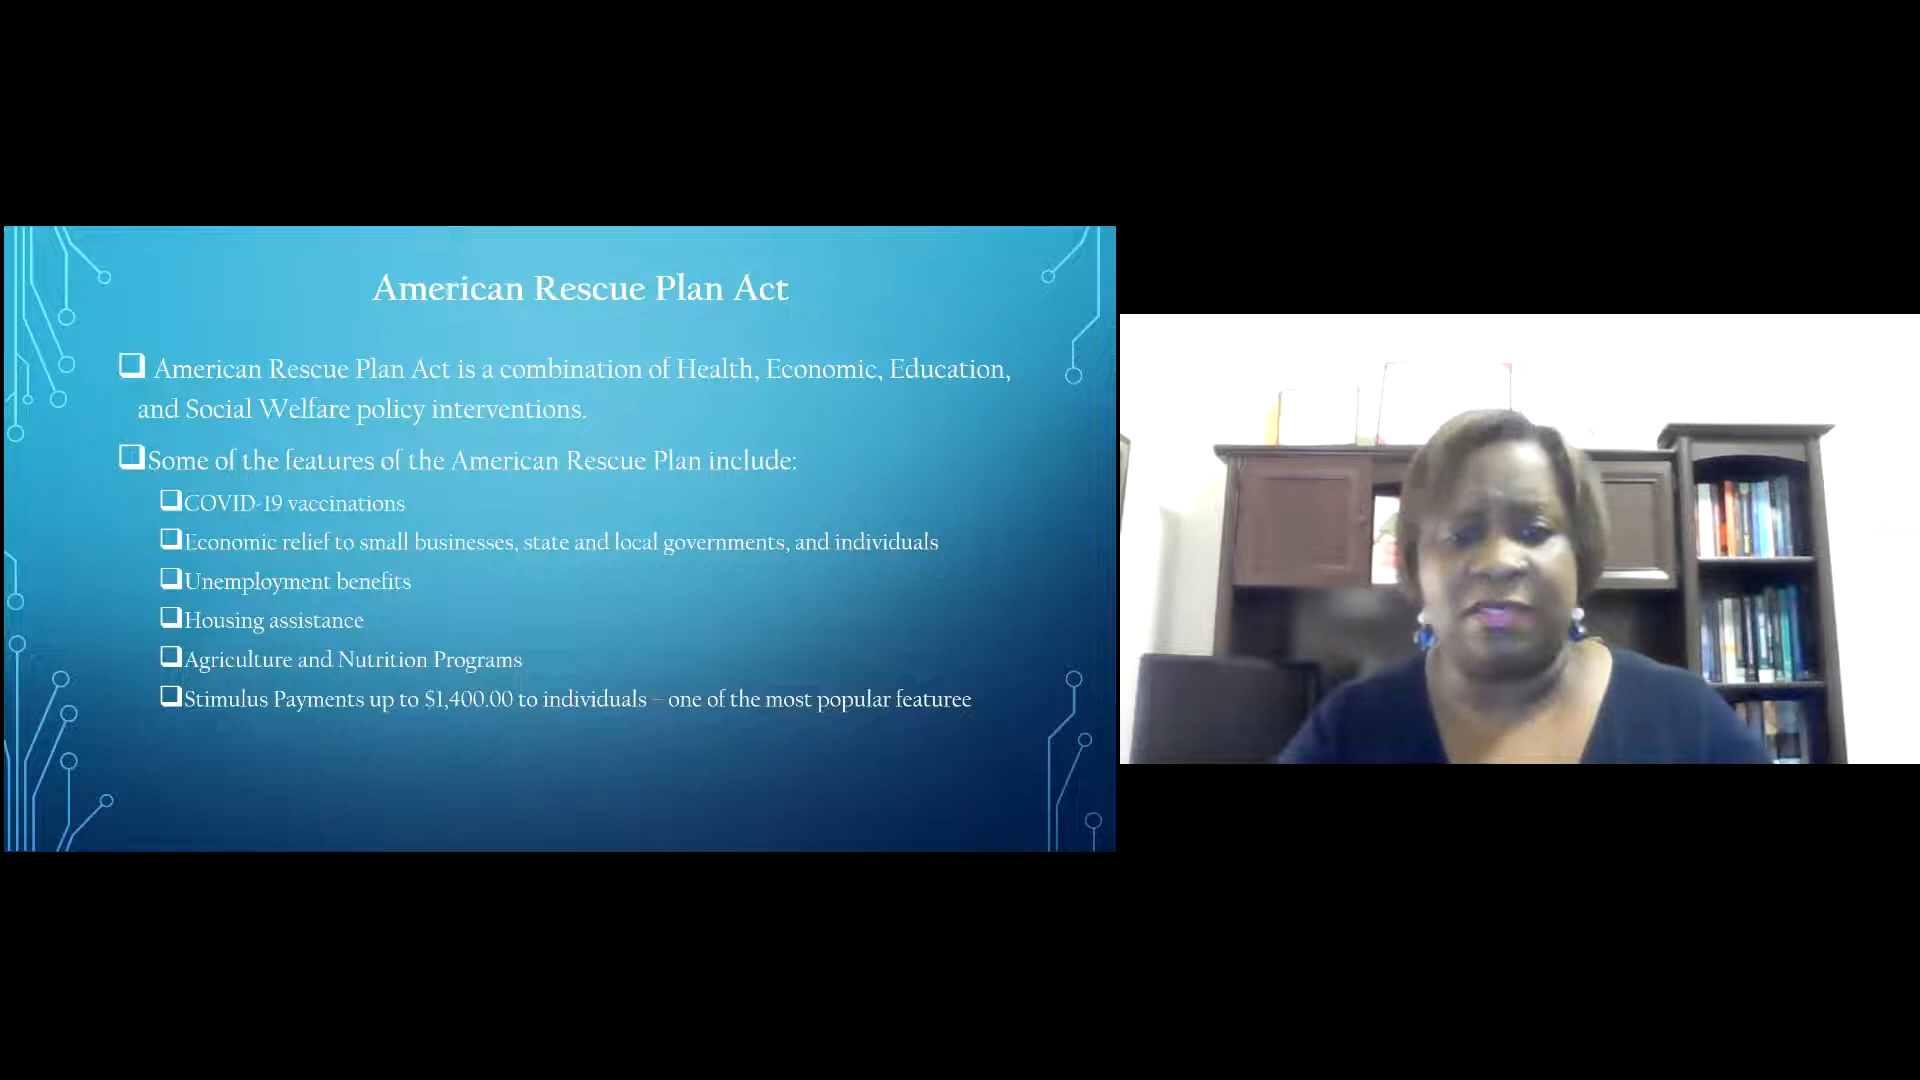 American Rescue Plan Act
American Rescue Plan Act is a combination of Health, Economic, Education,
and Social Welfare policy interventions.
Some of the features of the American Rescue Plan include:
COVID-19 vaccinations
Economic relief to small businesses, state and local governments, and individuals
Unemployment benefits
Housing assistance
Agriculture and Nutrition Programs
Stimulus Payments up to $1,400.00 to individuals – one of the most popular featuree